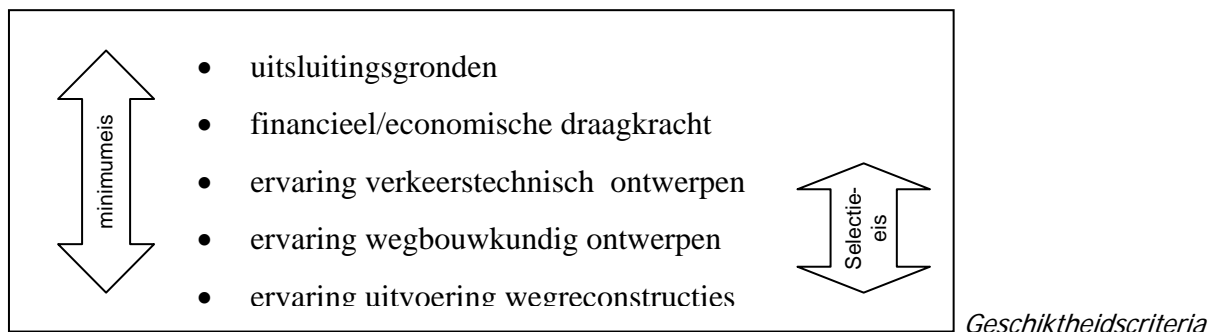 minimumeis
• uitsluitingsgronden
• financieel/economische draagkracht
• ervaring verkeerstechnisch ontwerpen
• ervaring wegbouwkundig ontwerpen
• ervaring uitvoering wegreconstructies
Selectie-
eis
Geschiktheidscriteria